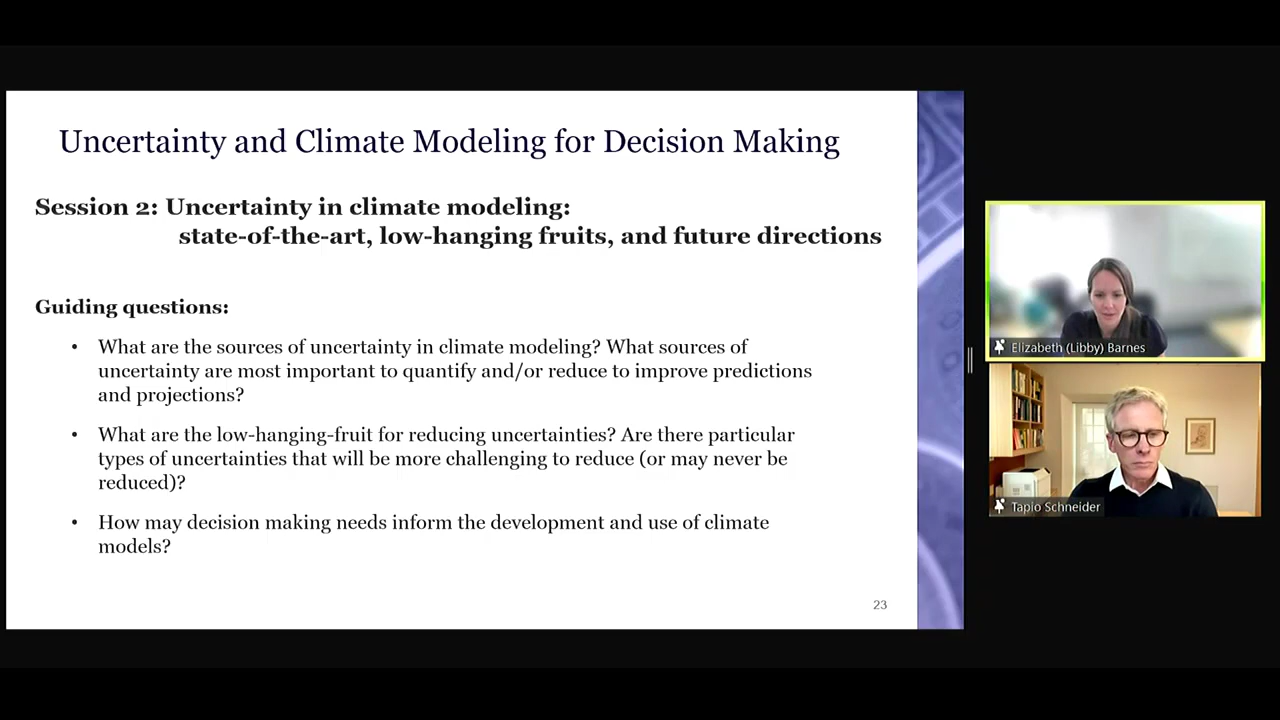 Uncertainty and Climate Modeling for Decision Making
Session 2: Uncertainty in climate modeling:
state-of-the-art, low-hanging fruits, and future directions
Guiding questions:
• What are the sources of uncertainty in climate modeling? What sources of
uncertainty are most important to quantify and/or reduce to improve predictions
and projections?
• What are the low-hanging-fruit for reducing uncertainties? Are there particular
types of uncertainties that will be more challenging to reduce (or may never be
reduced)?
• How may decision making needs inform the development and use of climate
models?
23
Elizabeth (Libby) Barnes
Tapio Schneider